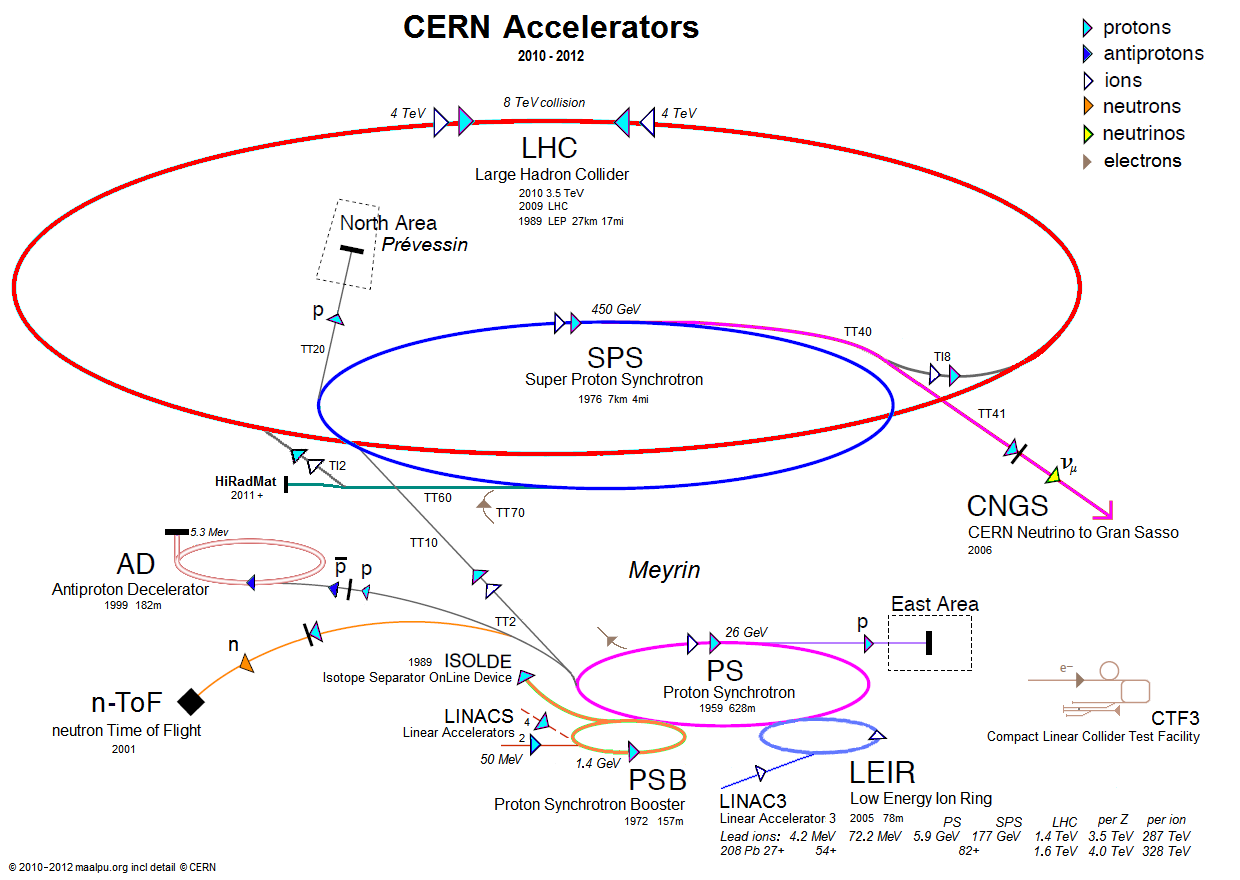 CERN Accelerators
2010 - 2012
protons
antiprotons
ions
neutrons
neutrinos
electrons
4 TeV
8 TeV collision
4 TeV
LHC
Large Hadron Collider
2010 3.5 TeV
2009 LHC
1989 LEP 27km 17mi
North Area
Prévessin
p
TT20
450 GeV
TT40
SPS
Super Proton Synchrotron
1976 7km 4mi
TI8
TT41
νμ
TI2
HiRadMat
2011 +
TT60
TT70
CNGS
CERN Neutrino to Gran Sasso
2006
5.3 Mev
AD
Antiproton Decelerator
1999 182m
p̅
p
TT10
Meyrin
TT2
East Area
p
26 GeV
n
1989 ISOLDE
Isotope Separator OnLine Device
PS
Proton Synchrotron
1959 628m
e−
n-ToF
neutron Time of Flight
2001
LINACS
Linear Accelerators
4
2
50 MeV
1.4 GeV
CTF3
Compact Linear Collider Test Facility
PSB
Proton Synchrotron Booster
1972 157m
LEIR
Low Energy Ion Ring
2005 78m
LINAC3
Linear Accelerator 3
PS SPS LHC per Z per ion
Lead ions: 4.2 MeV 72.2 MeV 5.9 GeV 177 GeV 1.4 TeV 3.5 TeV 287 TeV
208 Pb 27+ 54+ 82+ 1.6 TeV 4.0 TeV 328 TeV
© 2010-2012 maalpu.org incl detail © CERN